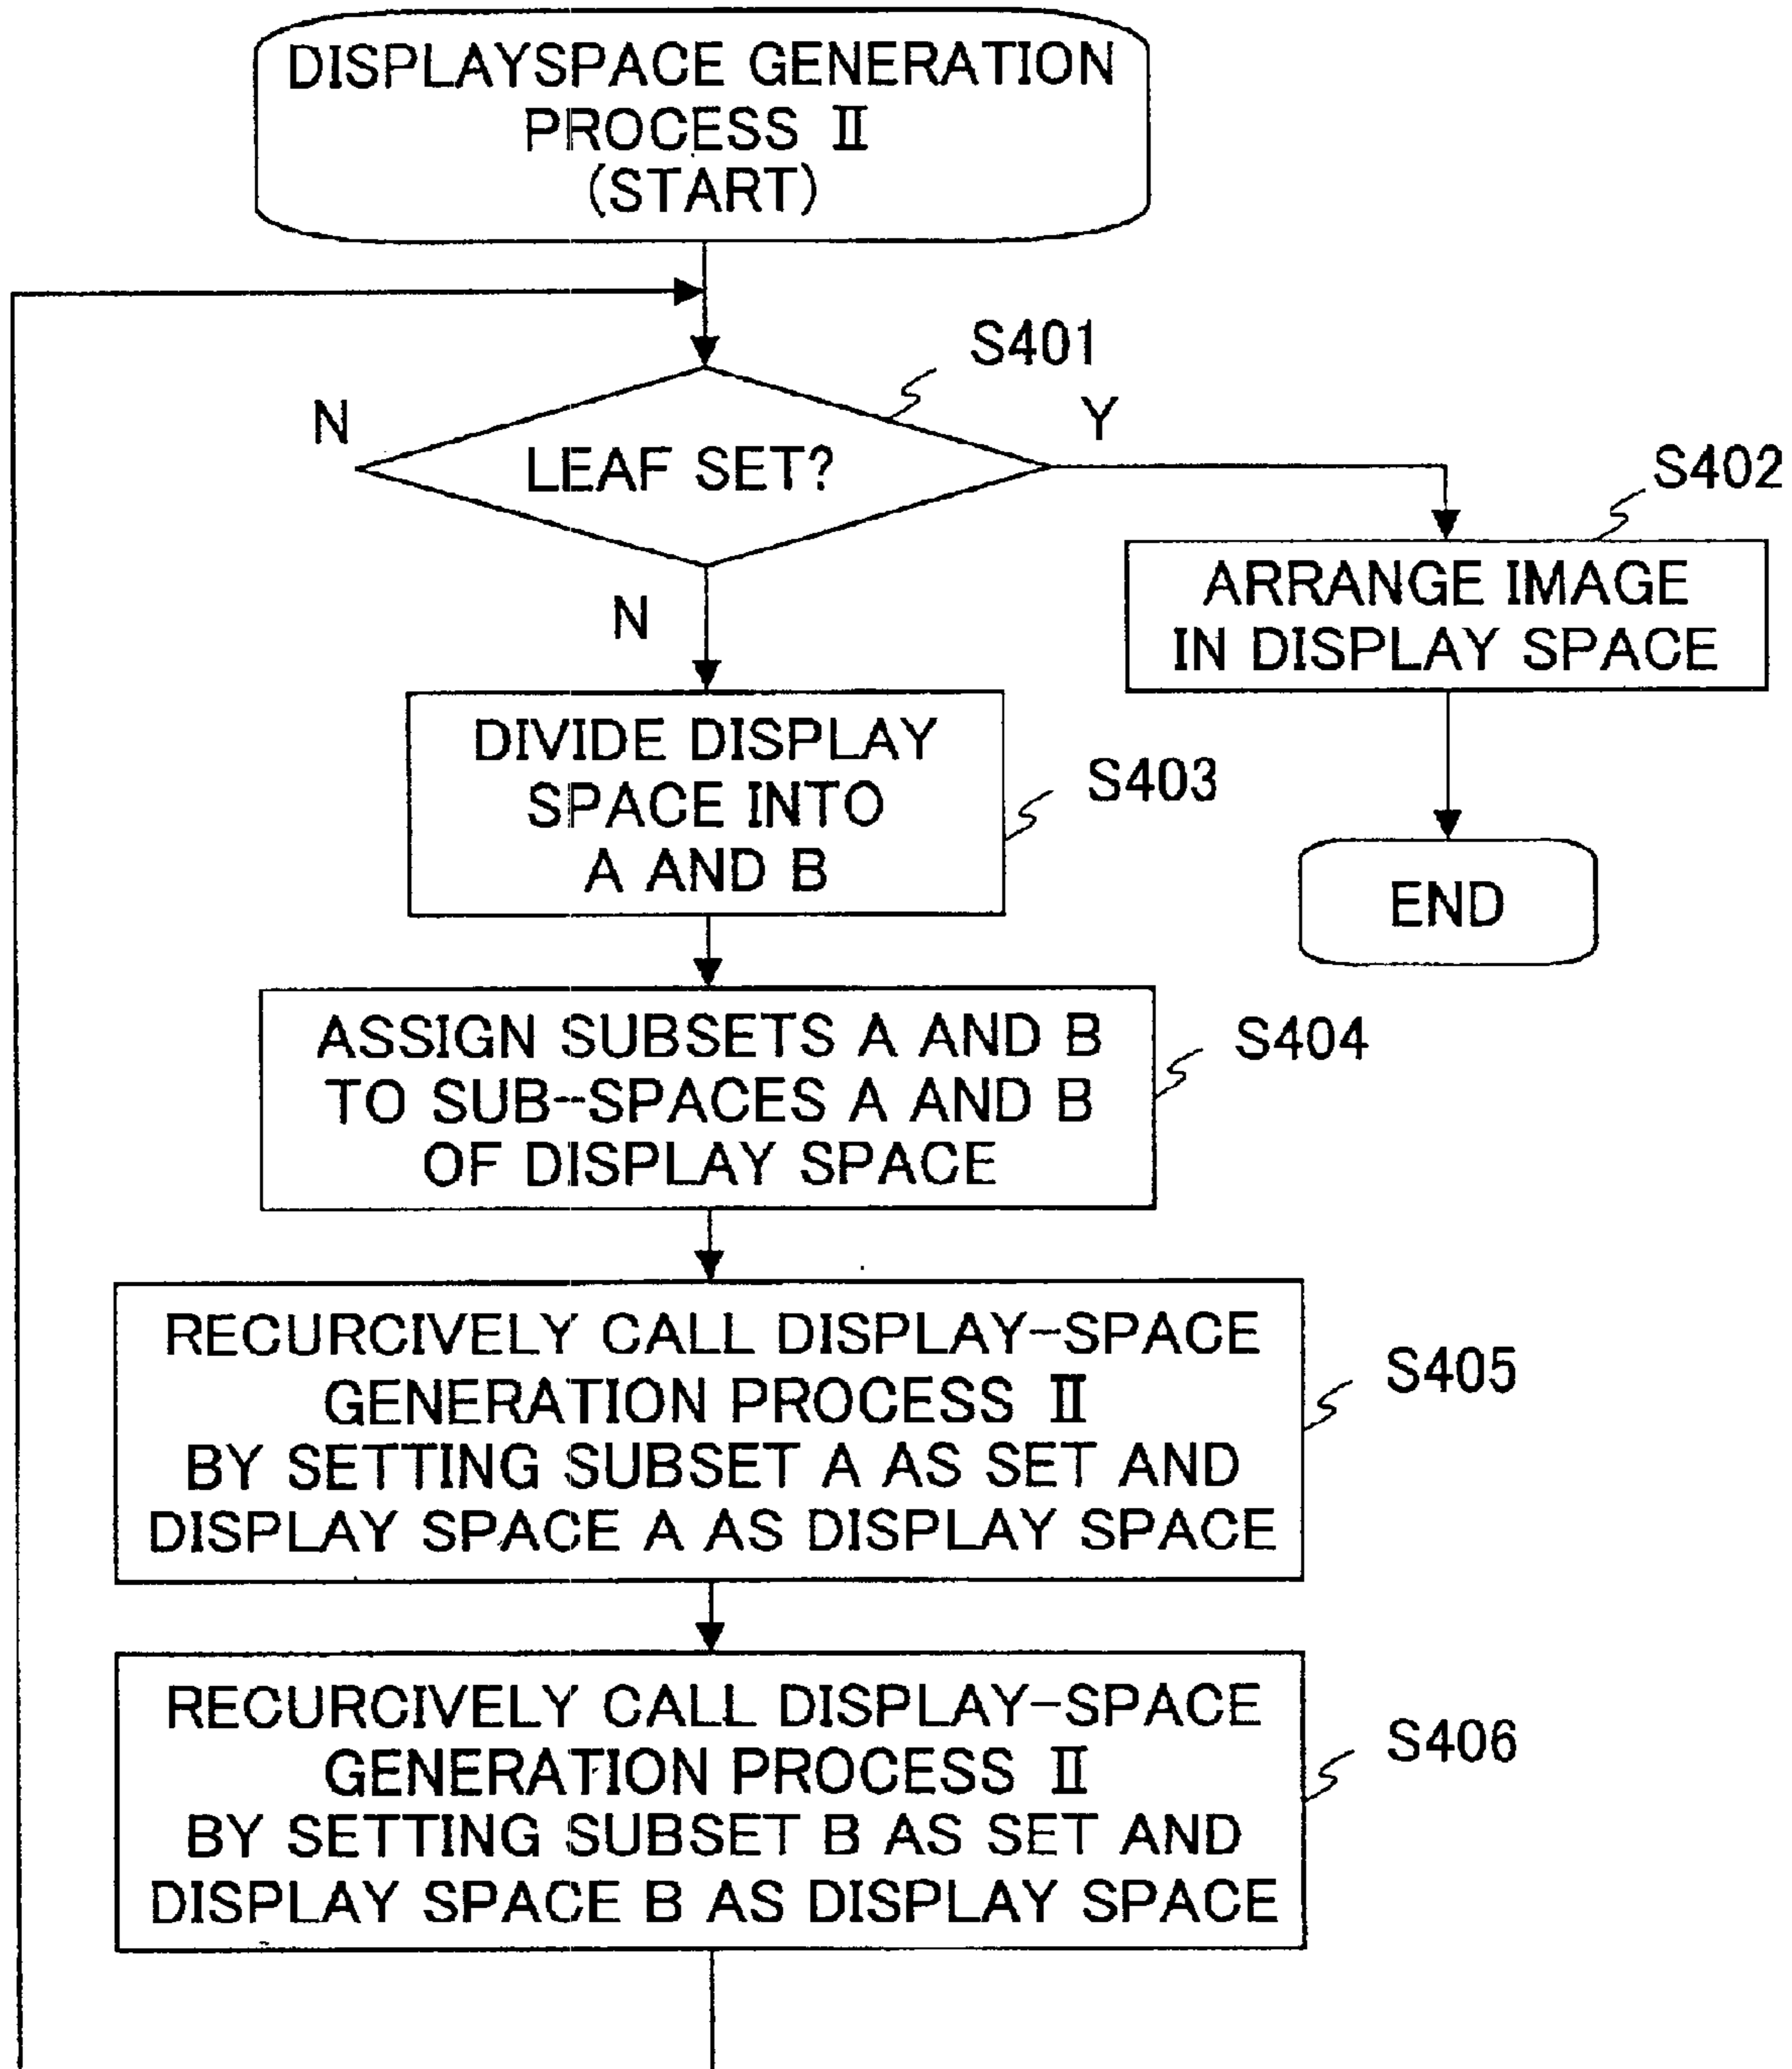 DISPLAYSPACE GENERATION
PROCESS II
(START)
S401
N
Y
LEAF SET?
S402
ARRANGE IMAGE
IN DISPLAY SPACE
N
DIVIDE DISPLAY
SPACE INTO
A AND B
S403
END
ASSIGN SUBSETS A AND B
TO SUB-SPACES A AND B
OF DISPLAY SPACE
S404
RECURCIVELY CALL DISPLAY-SPACE
GENERATION PROCESS II
BY SETTING SUBSET A AS SET AND
DISPLAY SPACE A AS DISPLAY SPACE
S405
RECURCIVELY CALL DISPLAY-SPACE
GENERATION PROCESS II
BY SETTING SUBSET B AS SET AND
DISPLAY SPACE B AS DISPLAY SPACE
S406